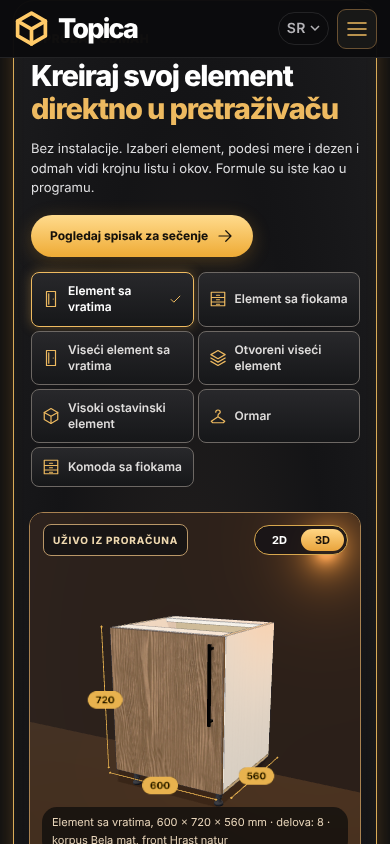 Topica
SR
Kreiraj svoj element
direktno u pretraživaču
Bez instalacije. Izaberi element, podesi mere i dezen i
odmah vidi krojnu listu i okov. Formule su iste kao u
programu.
Pogledaj spisak za sečenje
Element sa
vratima
Element sa fiokama
Viseći element sa
vratima
Otvoreni viseći
element
Visoki ostavinski
element
Ormar
Komoda sa fiokama
UŽIVO IZ PRORAČUNA
2D
3D
720
600
560
Element sa vratima, 600 × 720 × 560 mm · delova: 8 ·
korpus Bela mat, front Hrast natur